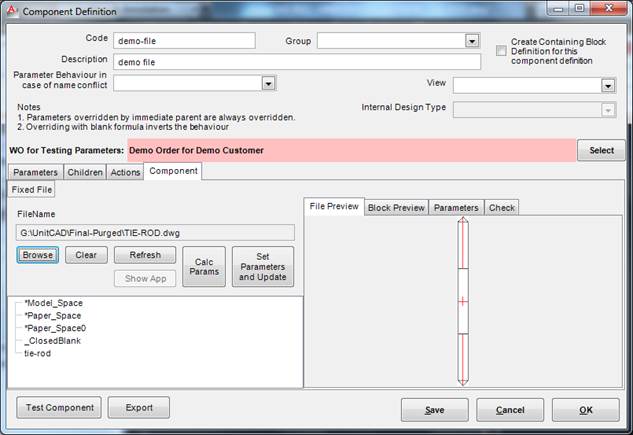 Component Definition
Code
demo-file
Group
Create Containing Block
Definition for this
component definition
Description
demo file
Parameter Behaviour in
case of name conflict
View
Notes
1. Parameters overridden by immediate parent are always overridden.
2. Overriding with blank formula inverts the behaviour
Internal Design Type
WO for Testing Parameters:
Demo Order for Demo Customer
Select
Parameters
Children
Actions
Component
Fixed File
FileName
G:\UnitCAD\Final-Purged\TIE-ROD.dwg
Browse
Clear
Refresh
Show App
Calc
Params
Set
Parameters
and Update
*Model_Space
*Paper_Space
*Paper_Space0
_ClosedBlank
tie-rod
File Preview
Block Preview
Parameters
Check
Test Component
Export
Save
Cancel
OK